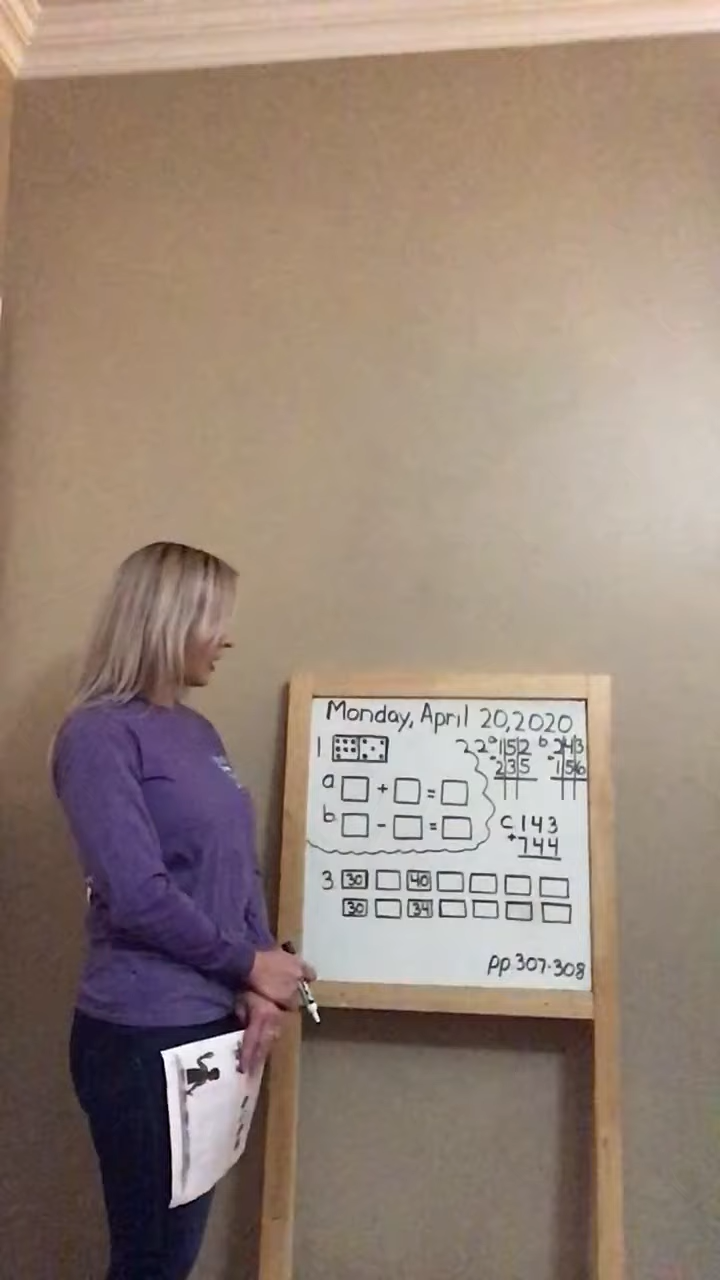 Monday, April 20, 2020
1
a + =
b - =
2 a 152
- 235
b 243
- 156
c 143
+ 744
3 30 40
30 34
pp.307-308